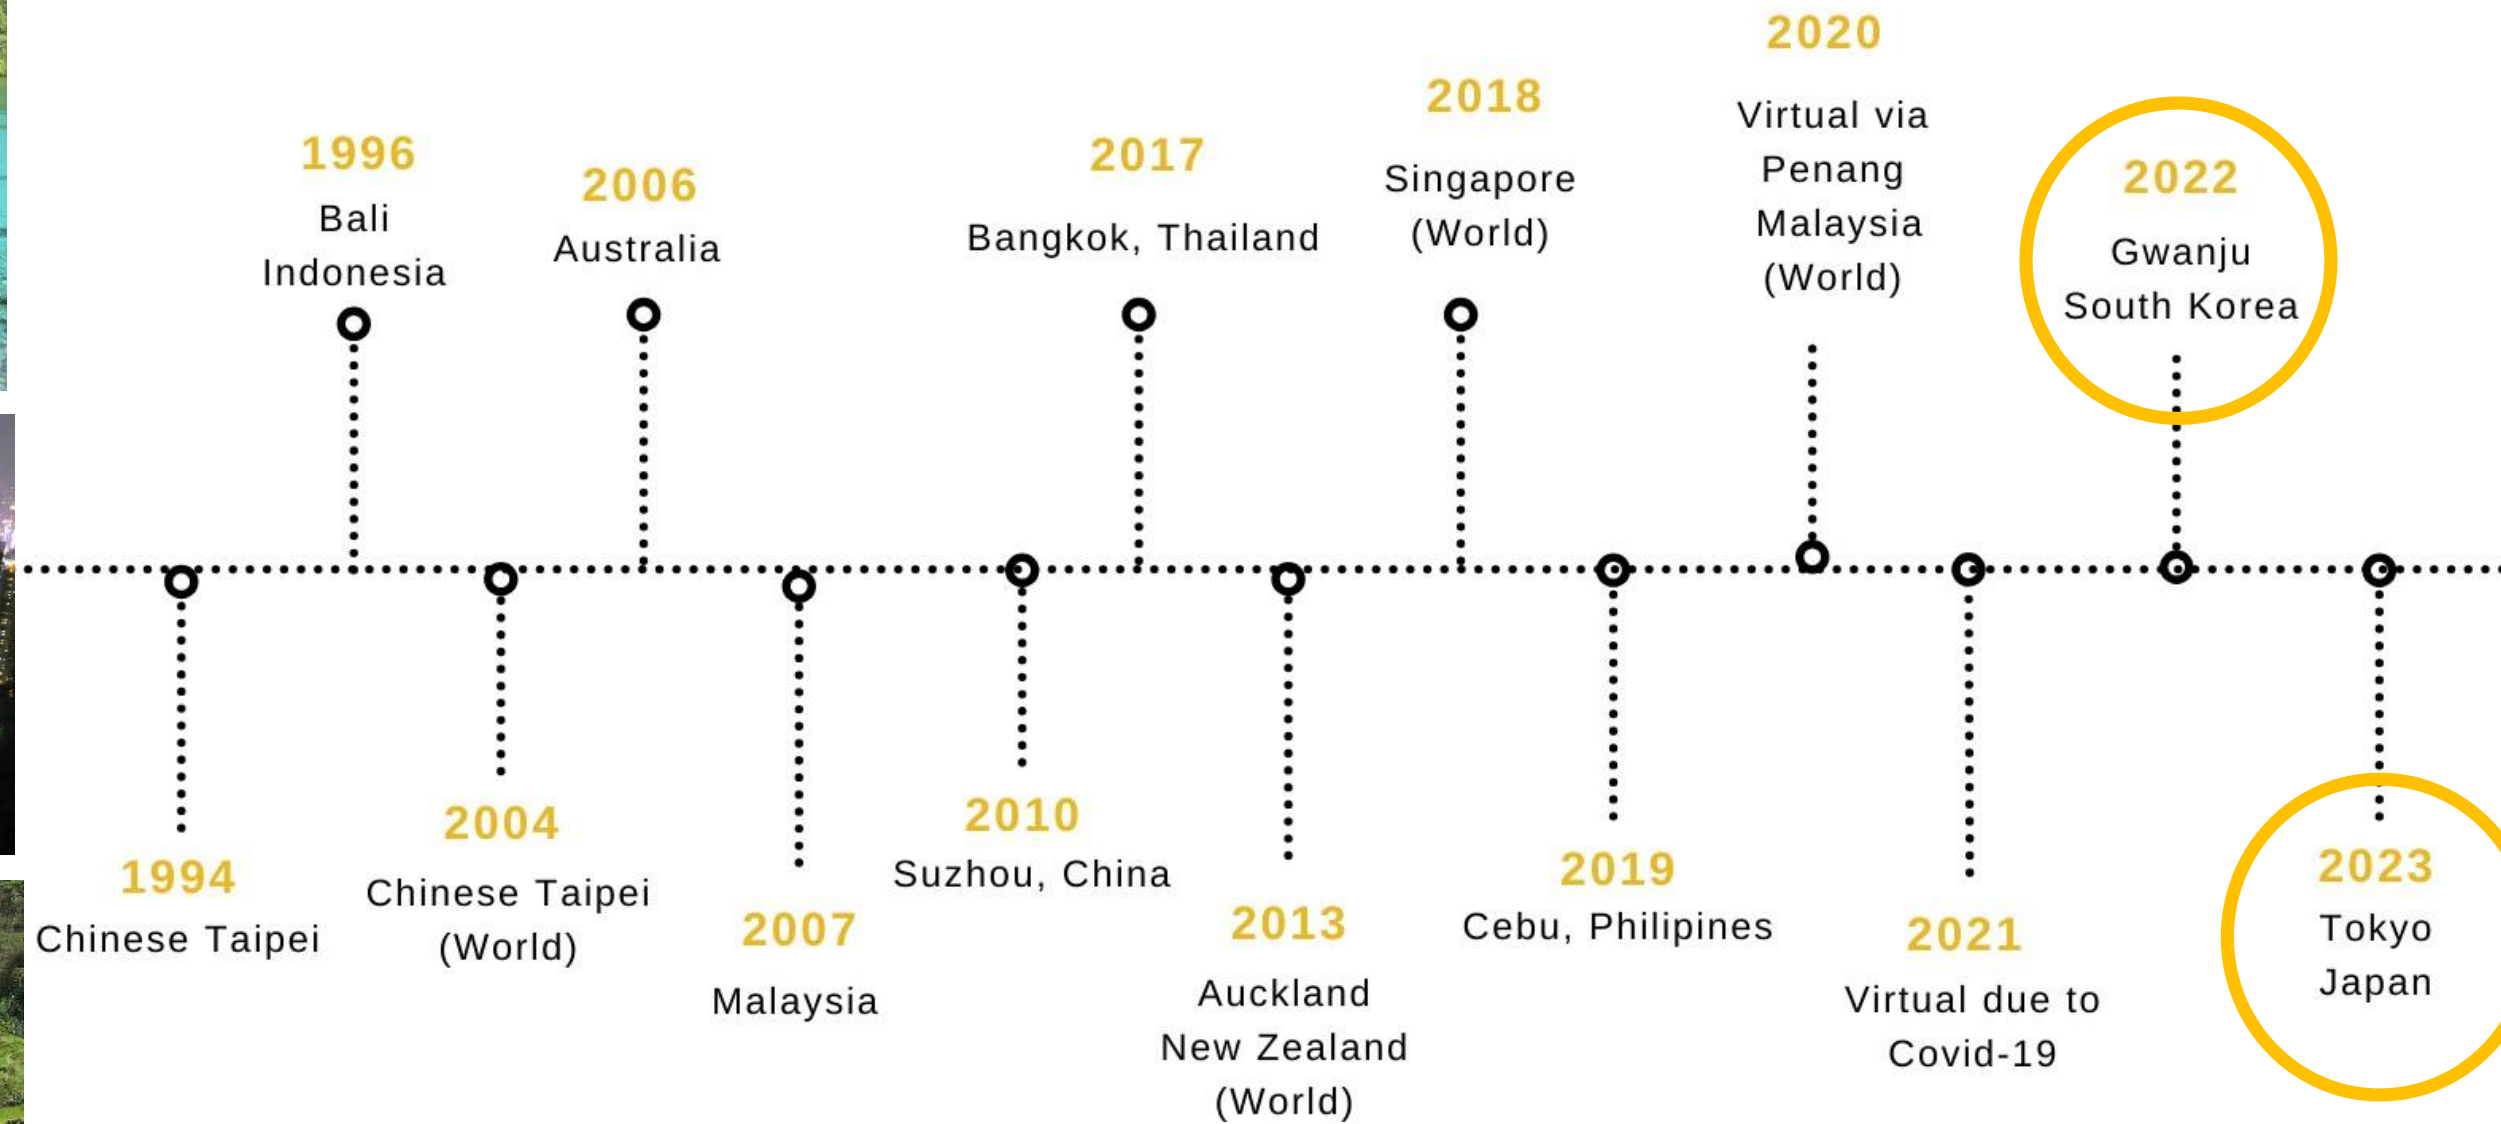 1994
Chinese Taipei
1996
Bali
Indonesia
2004
Chinese Taipei
(World)
2006
Australia
2007
Malaysia
2010
Suzhou, China
2017
Bangkok, Thailand
2013
Auckland
New Zealand
(World)
2018
Singapore
(World)
2019
Cebu, Philipines
2020
Virtual via
Penang
Malaysia
(World)
2021
Virtual due to
Covid-19
2022
Gwanju
South Korea
2023
Tokyo
Japan